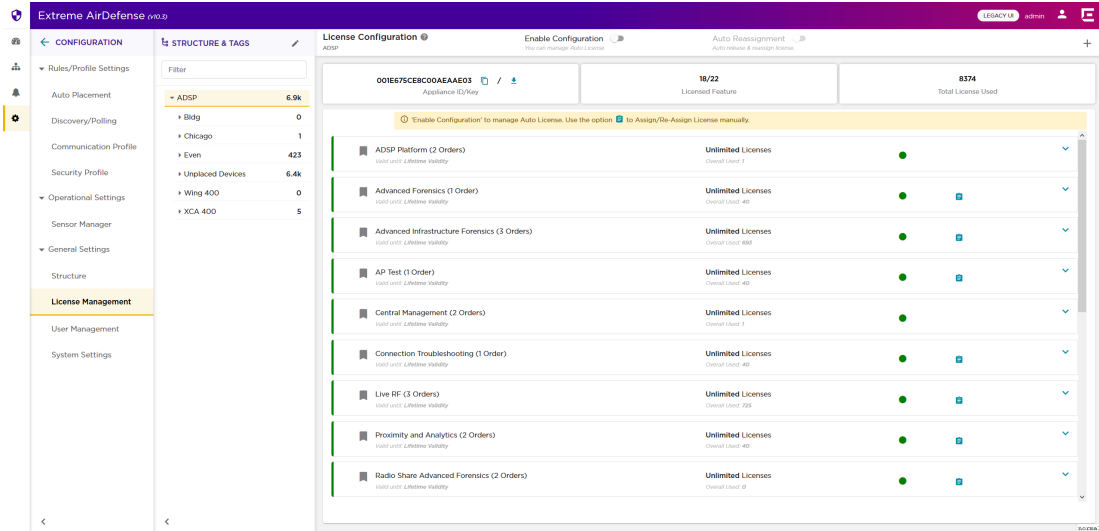 Extreme AirDefense (V10.3)
LEGACY UI admin
CONFIGURATION
Rules/Profile Settings
Auto Placement
Discovery/Polling
Communication Profile
Security Profile
Operational Settings
Sensor Manager
General Settings
Structure
License Management
User Management
System Settings
STRUCTURE & TAGS
Filter
ADSP 6.9k
Bldg 0
Chicago 1
Even 423
Unplaced Devices 6.4k
Wing 400 0
XCA 400 5
License Configuration
ADSP
Enable Configuration
You can manage Auto License
Auto Reassignment
Auto release & reassign license
001E675CE8C00AEAAE03 /
Appliance ID/Key
18/22
Licensed Feature
8374
Total License Used
'Enable Configuration' to manage Auto License. Use the option to Assign/Re-Assign License manually.
ADSP Platform (2 Orders)
Valid until: Lifetime Validity
Unlimited Licenses
Overall Used: 1
Advanced Forensics (1 Order)
Valid until: Lifetime Validity
Unlimited Licenses
Overall Used: 40
Advanced Infrastructure Forensics (3 Orders)
Valid until: Lifetime Validity
Unlimited Licenses
Overall Used: 693
AP Test (1 Order)
Valid until: Lifetime Validity
Unlimited Licenses
Overall Used: 40
Central Management (2 Orders)
Valid until: Lifetime Validity
Unlimited Licenses
Overall Used: 1
Connection Troubleshooting (1 Order)
Valid until: Lifetime Validity
Unlimited Licenses
Overall Used: 40
Live RF (3 Orders)
Valid until: Lifetime Validity
Unlimited Licenses
Overall Used: 725
Proximity and Analytics (2 Orders)
Valid until: Lifetime Validity
Unlimited Licenses
Overall Used: 40
Radio Share Advanced Forensics (2 Orders)
Valid until: Lifetime Validity
Unlimited Licenses
Overall Used: 0